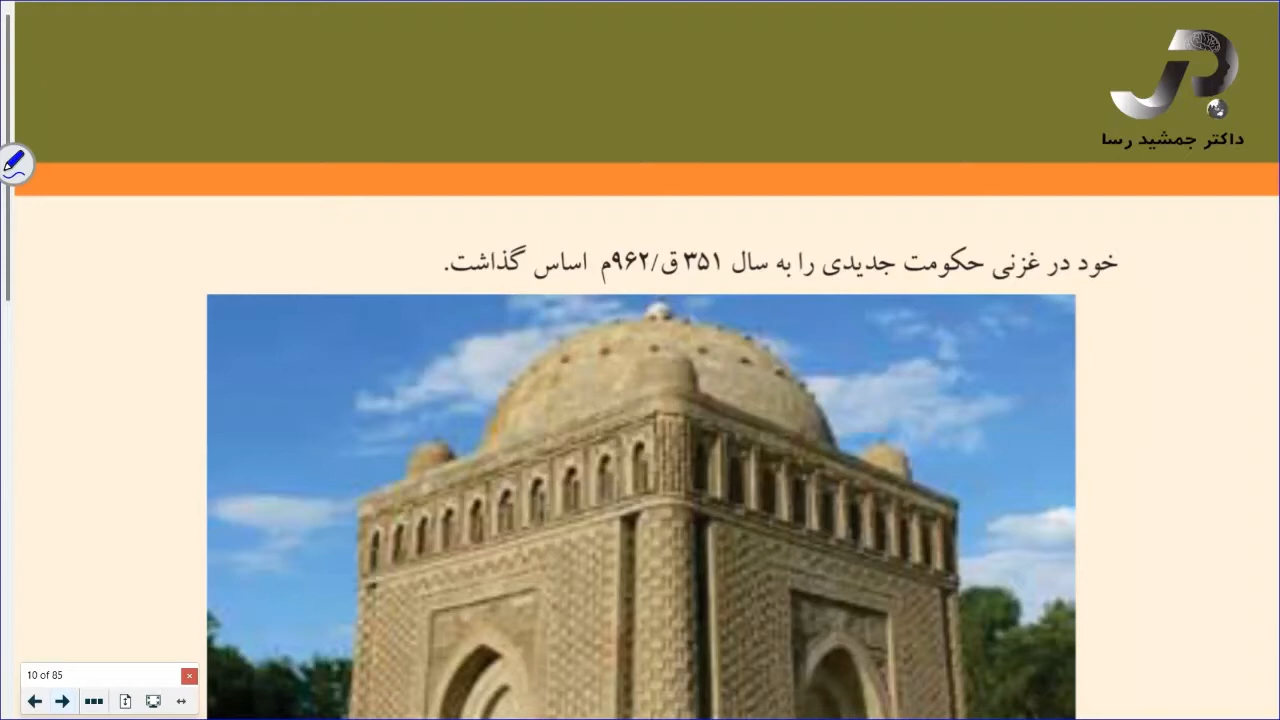 داکتر جمشید رسا
خود در غزنی حکومت جدیدی را به سال ۳۵۱ ق/۹۶۲م اساس گذاشت.
10 of 85